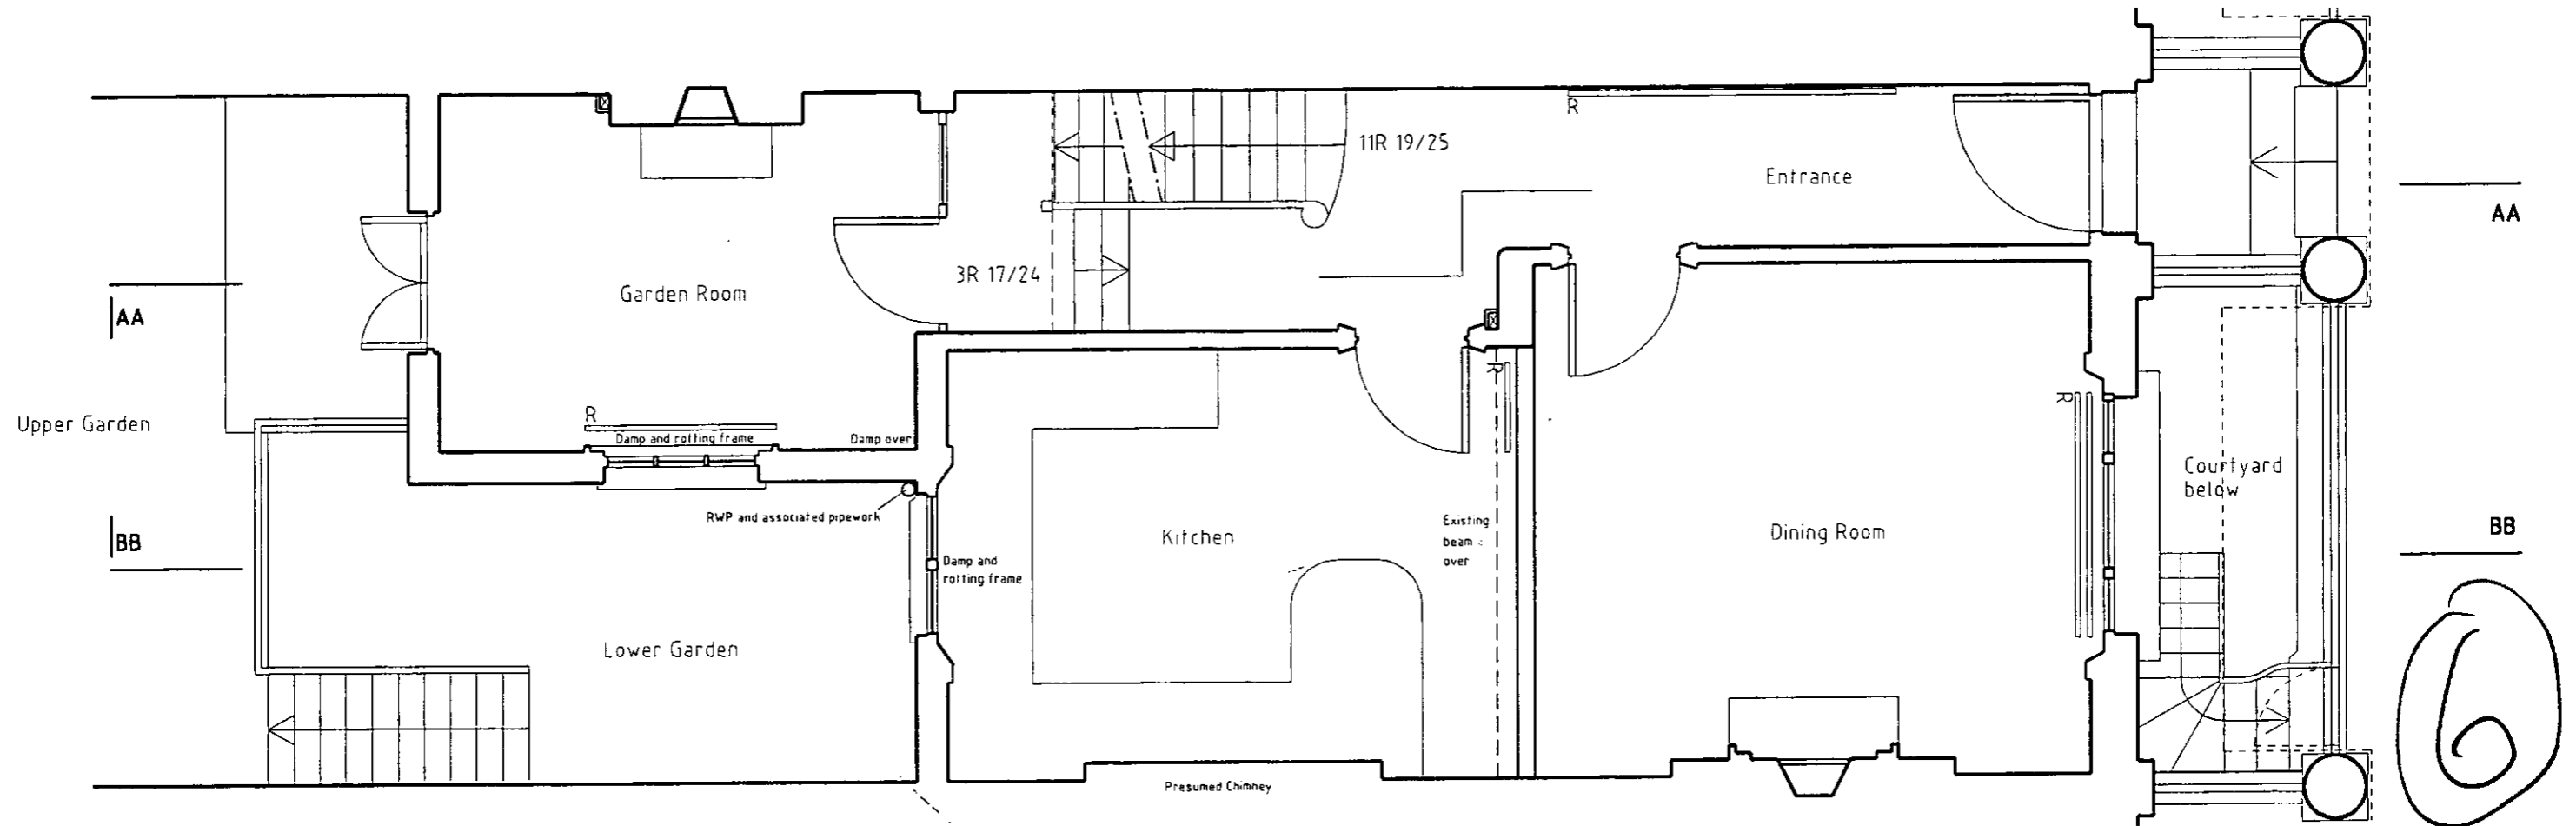 R
11R 19/25
Entrance
AA
3R 17/24
Garden Room
AA
R
Upper Garden
R
Damp and rotting frame
Damp over
R
Courtyard
below
RWP and associated pipework
Existing
beam
over
Kitchen
Dining Room
BB
BB
Damp and
rotting frame
Lower Garden
Presumed Chimney
6